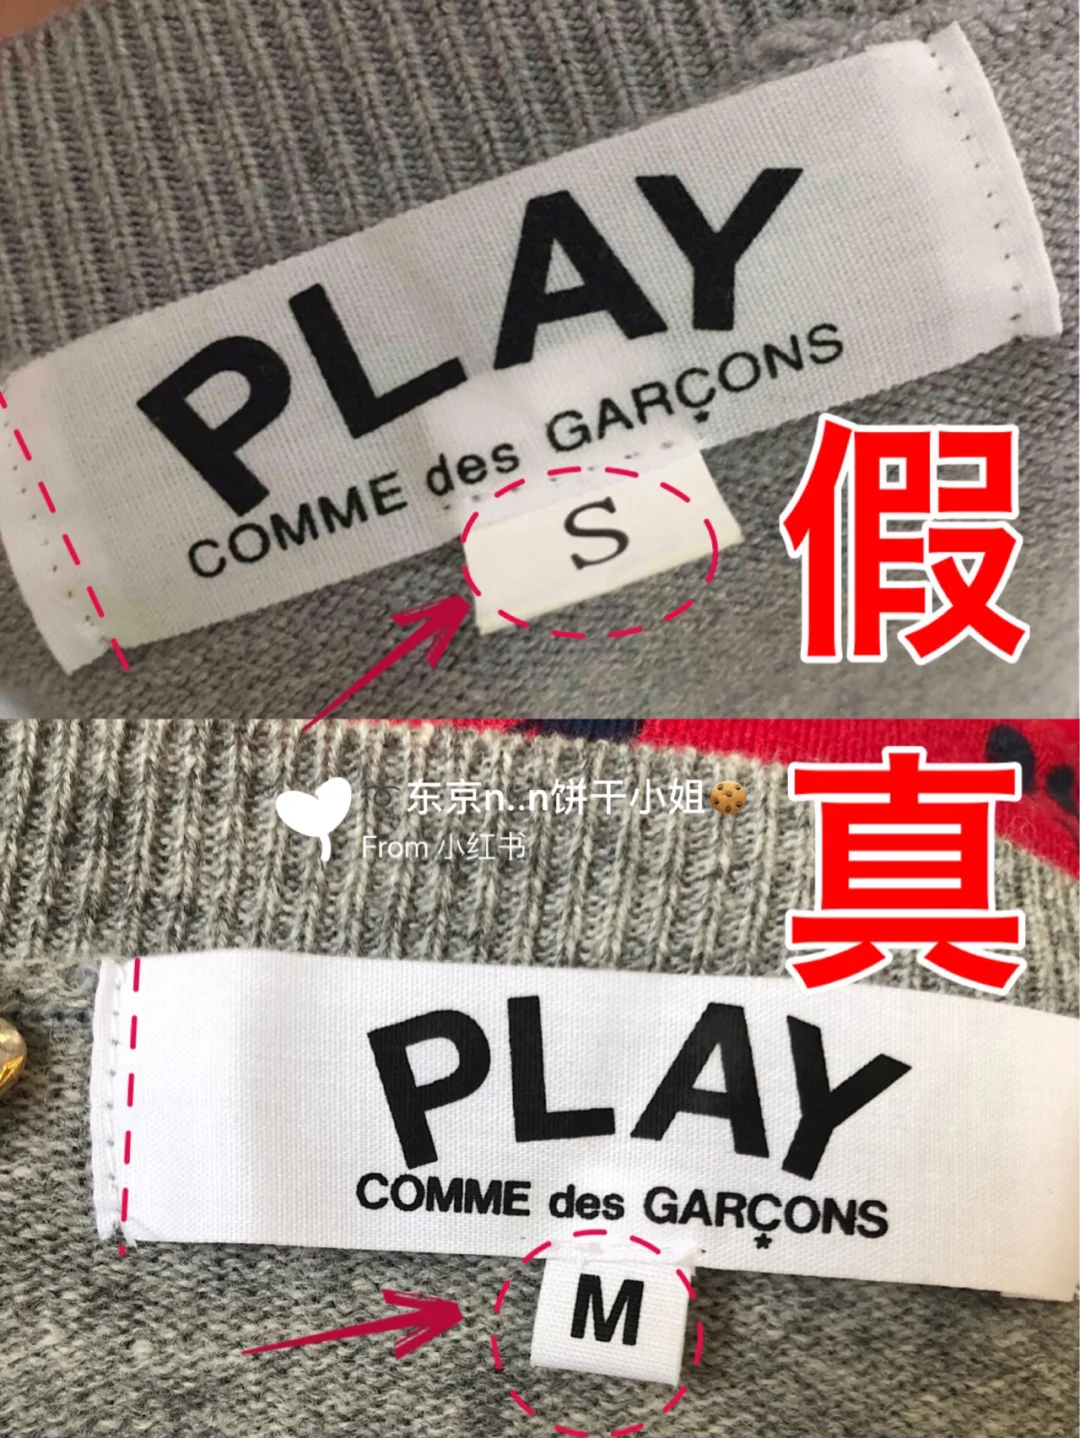 PLAY
COMME des GARÇONS
*
S
假
东京n..n饼干小姐🍪
From 小红书
真
PLAY
COMME des GARÇONS
*
M